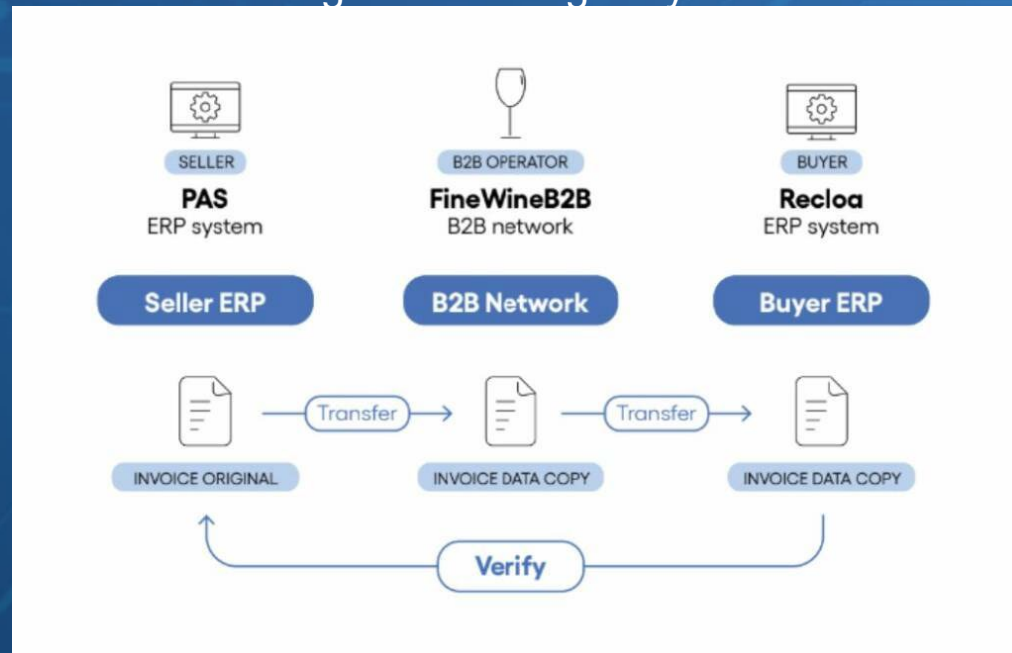 SELLER
PAS
ERP system
B2B OPERATOR
FineWineB2B
B2B network
BUYER
Recloa
ERP system
Seller ERP
B2B Network
Buyer ERP
Transfer
Transfer
INVOICE ORIGINAL
INVOICE DATA COPY
INVOICE DATA COPY
Verify